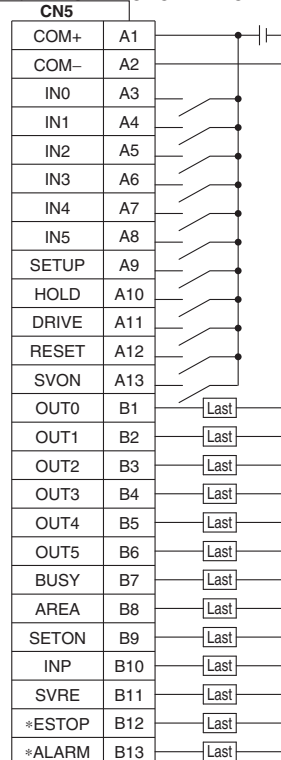 CN5
COM+ A1
COM− A2
IN0 A3
IN1 A4
IN2 A5
IN3 A6
IN4 A7
IN5 A8
SETUP A9
HOLD A10
DRIVE A11
RESET A12
SVON A13
OUT0 B1 Last
OUT1 B2 Last
OUT2 B3 Last
OUT3 B4 Last
OUT4 B5 Last
OUT5 B6 Last
BUSY B7 Last
AREA B8 Last
SETON B9 Last
INP B10 Last
SVRE B11 Last
*ESTOP B12 Last
*ALARM B13 Last